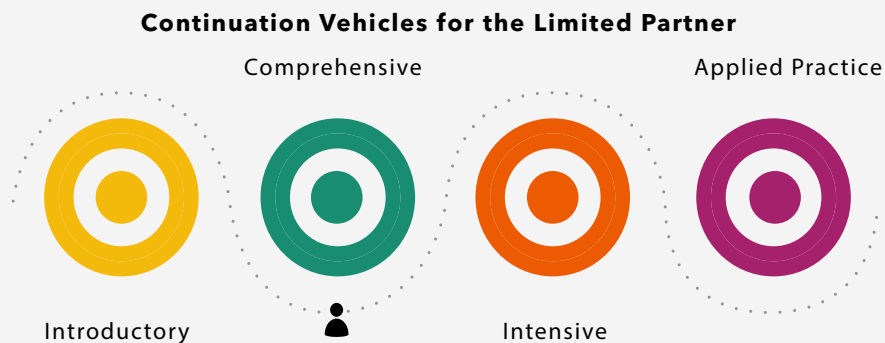 Continuation Vehicles for the Limited Partner
Comprehensive
Applied Practice
Introductory
Intensive